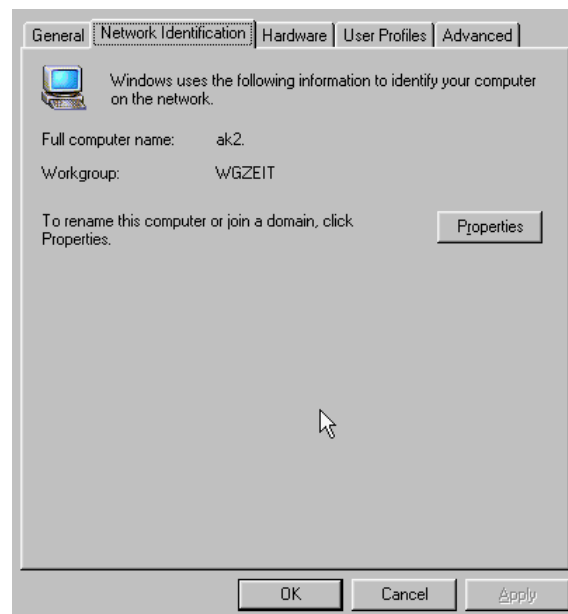 General Network Identification Hardware User Profiles Advanced
Windows uses the following information to identify your computer
on the network.
Full computer name: ak2.
Workgroup: WGZEIT
To rename this computer or join a domain, click
Properties.
Properties
OK Cancel Apply